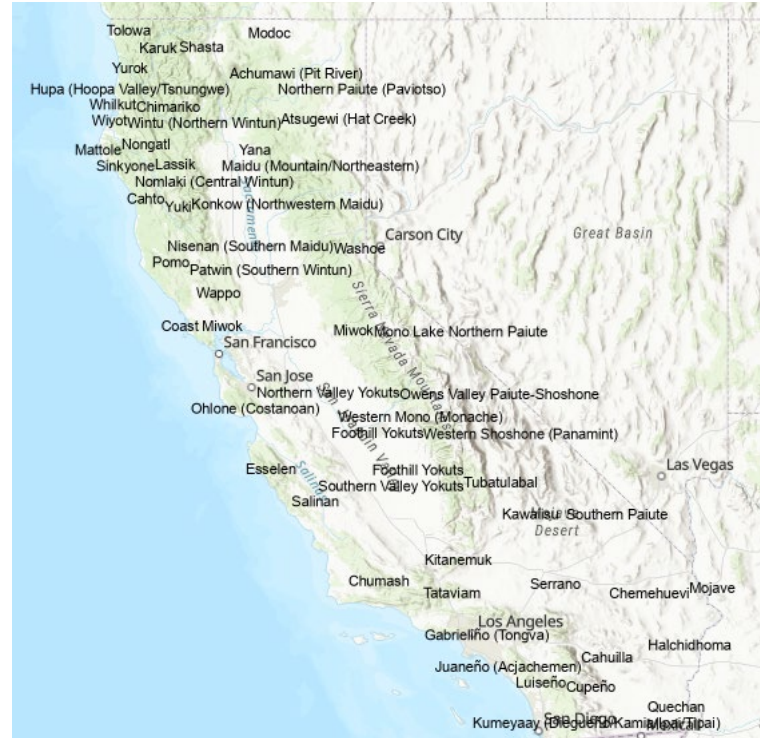 Tolowa
Modoc
Karuk
Shasta
Yurok
Achumawi (Pit River)
Hupa (Hoopa Valley/Tsnungwe)
Northern Paiute (Paviotso)
Whilkut
Chimariko
Wiyot
Wintu (Northern Wintun)
Atsugewi (Hat Creek)
Mattole
Nongatl
Yana
Sinkyone
Lassik
Maidu (Mountain/Northeastern)
Nomlaki (Central Wintun)
Cahto
Yuki
Konkow (Northwestern Maidu)
Carson City
Great Basin
Nisenan (Southern Maidu)
Washoe
Pomo
Patwin (Southern Wintun)
Wappo
Sierra Nevada
Coast Miwok
Miwok
Mono Lake Northern Paiute
San Francisco
San Jose
Northern Valley Yokuts
Owens Valley Paiute-Shoshone
Ohlone (Costanoan)
Western Mono (Monache)
Foothill Yokuts
Western Shoshone (Panamint)
Las Vegas
Esselen
Foothill Yokuts
Southern Valley Yokuts
Tubatulabal
Salinan
Kawaiisu
Southern Paiute
Desert
Kitanemuk
Chumash
Tataviam
Serrano
Chemehuevi
Mojave
Los Angeles
Gabrieliño (Tongva)
Halchidhoma
Juaneño (Acjachemen)
Cahuilla
Luiseño
Cupeño
Quechan
San Diego
Kumeyaay
Mexicali